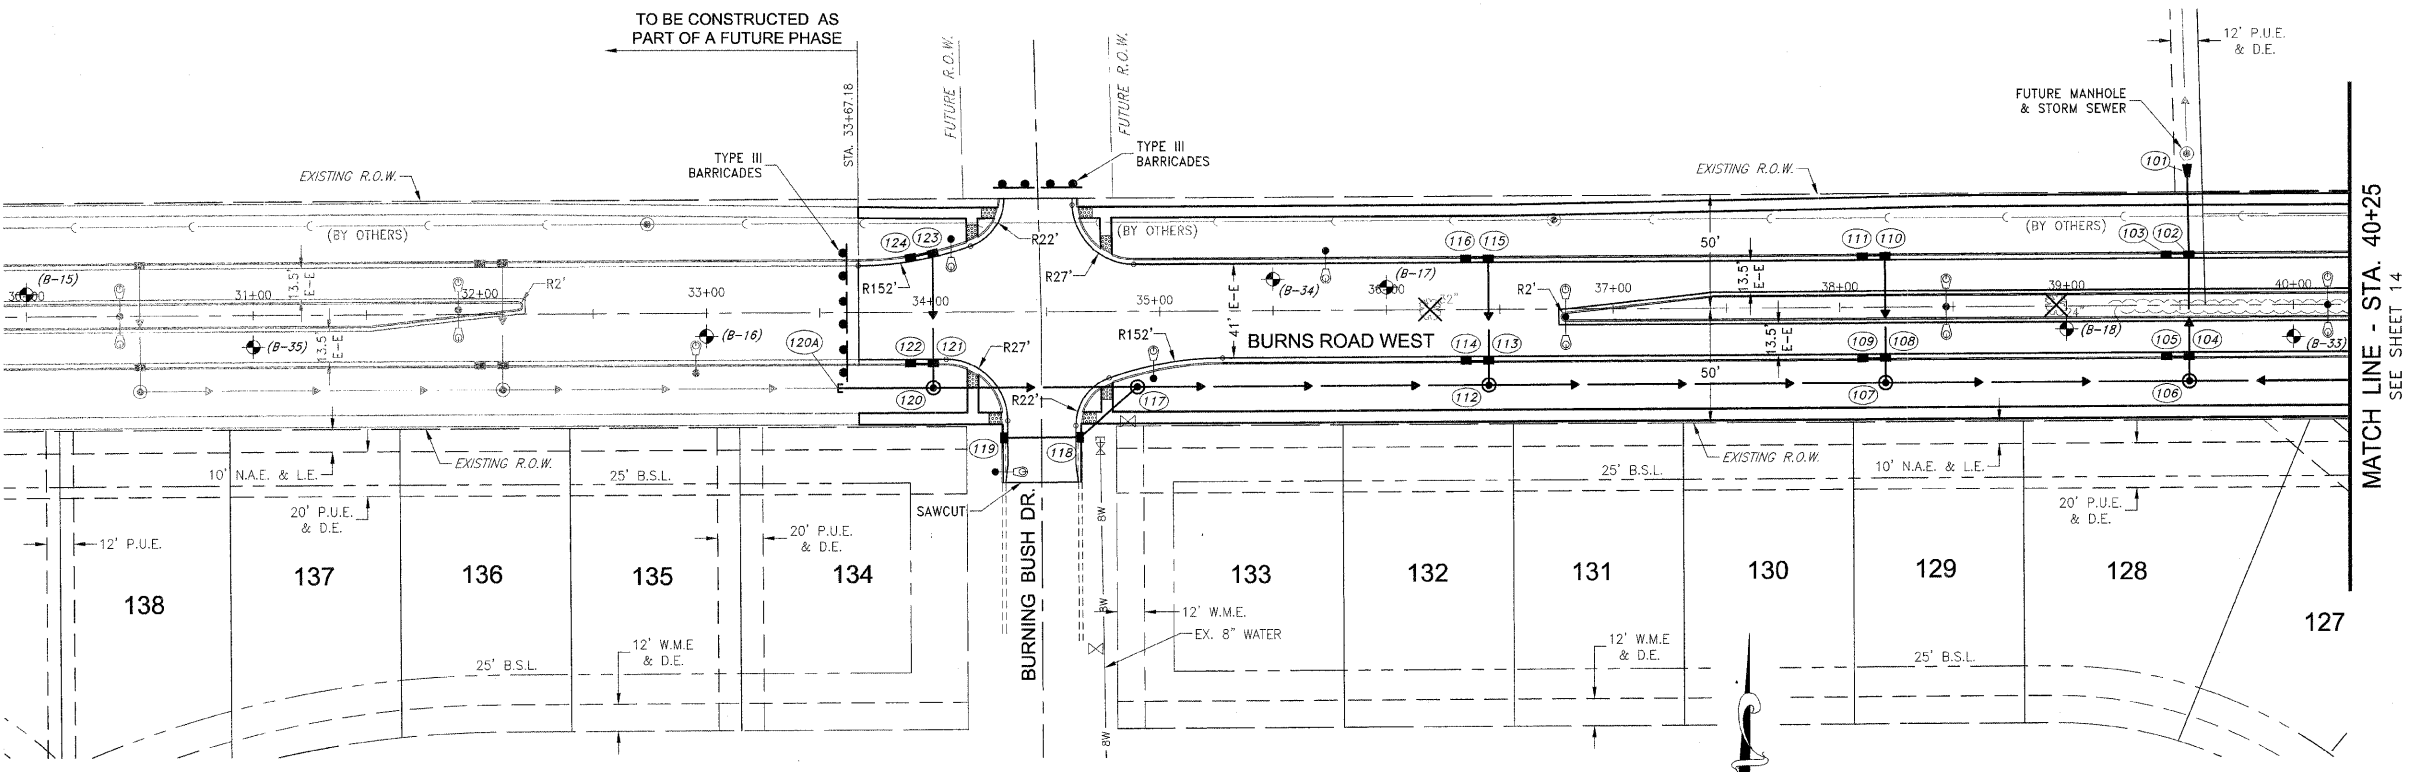 TO BE CONSTRUCTED AS
PART OF A FUTURE PHASE
FUTURE R.O.W.
FUTURE R.O.W.
12' P.U.E.
& D.E.
FUTURE MANHOLE
& STORM SEWER
STA. 33+67.18
TYPE III
BARRICADES
TYPE III
BARRICADES
EXISTING R.O.W.
EXISTING R.O.W.
101
(BY OTHERS)
(BY OTHERS)
(BY OTHERS)
124
123
R22'
116
115
111
110
103
102
50'
R27'
R152'
13.5'
E-E
13.5'
E-E
(B-15)
(B-34)
(B-17)
31+00
32+00
33+00
34+00
35+00
37+00
38+00
39+00
40+00
R2'
R2'
41' E-E
(B-35)
(B-16)
(B-18)
(B-33)
13.5'
E-E
13.5'
E-E
BURNS ROAD WEST
120A
122
121
R27'
R152'
114
113
109
108
105
104
50'
120
R22'
117
112
107
106
119
118
EXISTING R.O.W.
EXISTING R.O.W.
10' N.A.E. & L.E.
25' B.S.L.
25' B.S.L.
10' N.A.E. & L.E.
20' P.U.E.
& D.E.
SAWCUT
20' P.U.E.
& D.E.
12' P.U.E.
20' P.U.E.
& D.E.
8W
8W
8W
BURNING BUSH DR.
138
137
136
135
134
133
132
131
130
129
128
127
12' W.M.E.
EX. 8" WATER
12' W.M.E
& D.E.
12' W.M.E
& D.E.
25' B.S.L.
25' B.S.L.
MATCH LINE - STA. 40+25
SEE SHEET 14